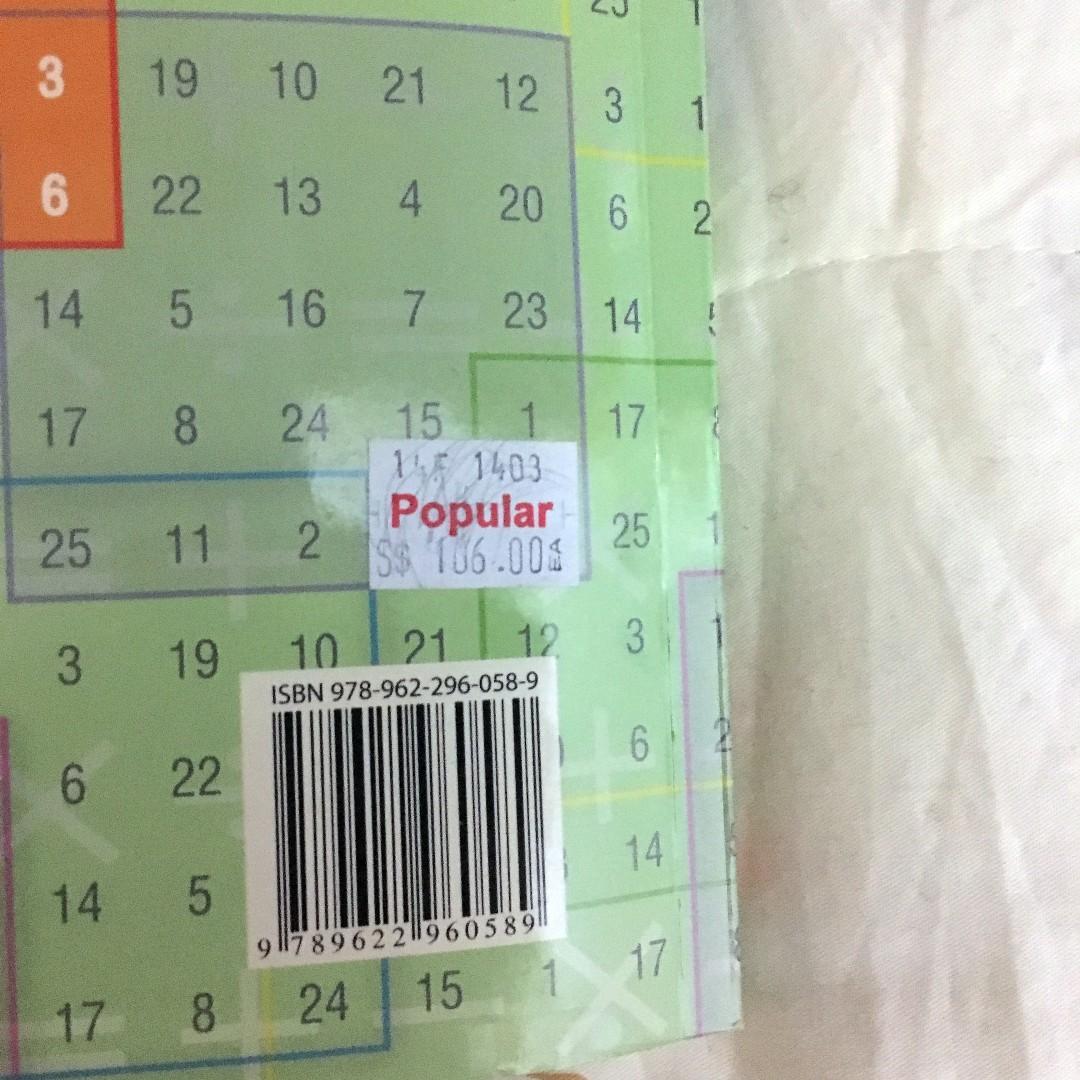 3 19 10 21 12 3
6 22 13 4 20 6 2
14 5 16 7 23 14
17 8 24 15 1 17
1403
Popular
25 11 2 25
S$ 106.00 EA
3 19 10 21 12 3
ISBN 978-962-296-058-9
6 22 6 2
14 5 14
9 789622 960589
17 8 24 15 1 17